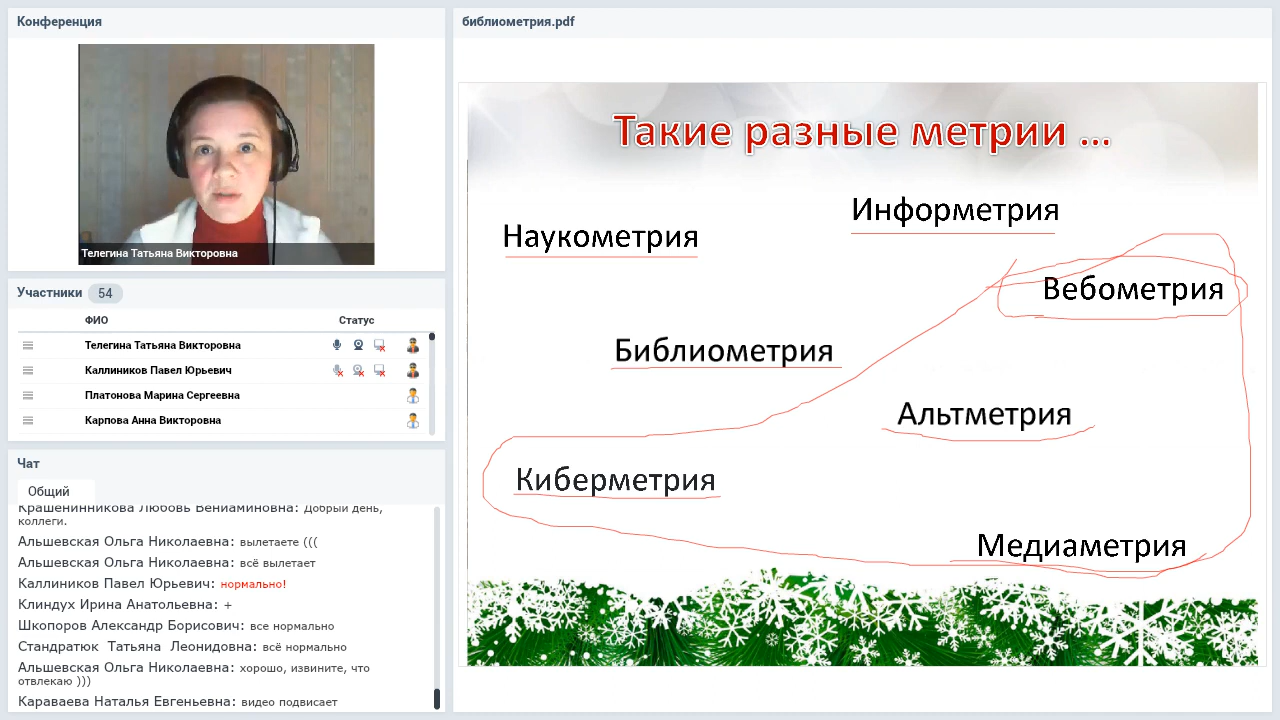 Конференция
Телегина Татьяна Викторовна
Участники 54
ФИО Статус
Телегина Татьяна Викторовна
Каллиников Павел Юрьевич
Платонова Марина Сергеевна
Карпова Анна Викторовна
Чат
Общий
Крашенинникова Любовь Вениаминовна: Добрый день,
коллеги.
Альшевская Ольга Николаевна: вылетаете (((
Альшевская Ольга Николаевна: всё вылетает
Каллиников Павел Юрьевич: нормально!
Клиндух Ирина Анатольевна: +
Шкопоров Александр Борисович: все нормально
Стандратюк Татьяна Леонидовна: всё нормально
Альшевская Ольга Николаевна: хорошо, извините, что
отвлекаю )))
Караваева Наталья Евгеньевна: видео подвисает
библиометрия.pdf
Такие разные метрии ...
Информетрия
Наукометрия
Вебометрия
Библиометрия
Альтметрия
Киберметрия
Медиаметрия